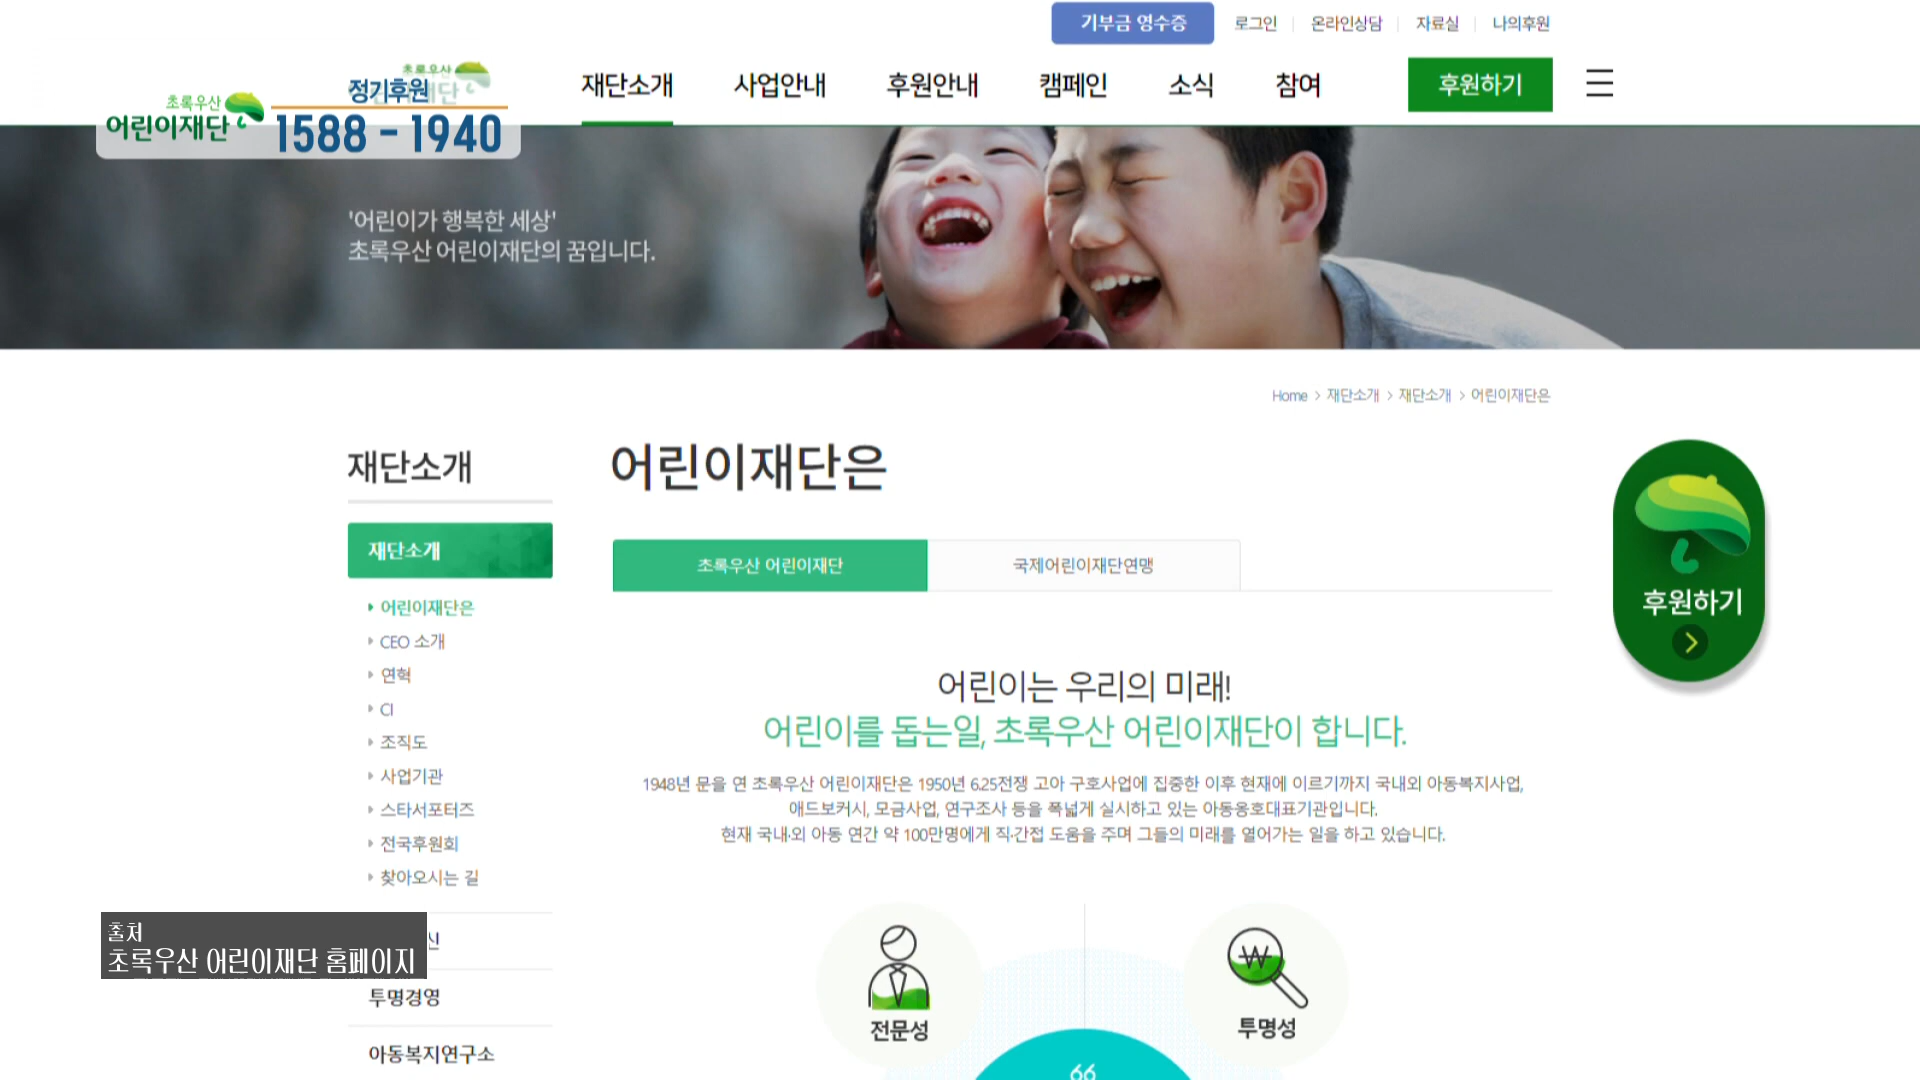 기부금 영수증
로그인
온라인상담
자료실
나의후원
초록우산
어린이재단
정기후원
1588 - 1940
재단소개
사업안내
후원안내
캠페인
소식
참여
후원하기
'어린이가 행복한 세상'
초록우산 어린이재단의 꿈입니다.
Home > 재단소개 > 재단소개 > 어린이재단은
재단소개
어린이재단은
재단소개
초록우산 어린이재단
국제어린이재단연맹
어린이재단은
CEO 소개
연혁
CI
조직도
사업기관
스타서포터즈
전국후원회
찾아오시는 길
후원하기
어린이는 우리의 미래!
어린이를 돕는일, 초록우산 어린이재단이 합니다.
1948년 문을 연 초록우산 어린이재단은 1950년 6.25전쟁 고아 구호사업에 집중한 이후 현재에 이르기까지 국내외 아동복지사업,
애드보커시, 모금사업, 연구조사 등을 폭넓게 실시하고 있는 아동옹호대표기관입니다.
현재 국내·외 아동 연간 약 100만명에게 직·간접 도움을 주며 그들의 미래를 열어가는 일을 하고 있습니다.
출처
초록우산 어린이재단 홈페이지
투명경영
아동복지연구소
전문성
투명성